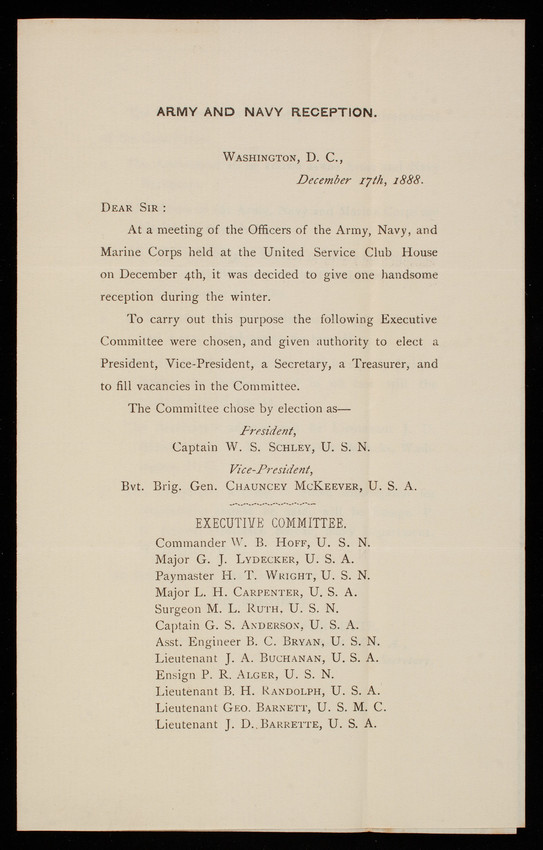 ARMY AND NAVY RECEPTION.
WASHINGTON, D. C.,
December 17th, 1888.
DEAR SIR :
At a meeting of the Officers of the Army, Navy, and
Marine Corps held at the United Service Club House
on December 4th, it was decided to give one handsome
reception during the winter.
To carry out this purpose the following Executive
Committee were chosen, and given authority to elect a
President, Vice-President, a Secretary, a Treasurer, and
to fill vacancies in the Committee.
The Committee chose by election as—
President,
Captain W. S. SCHLEY, U. S. N.
Vice-President,
Bvt. Brig. Gen. CHAUNCEY MCKEEVER, U. S. A.
EXECUTIVE COMMITTEE.
Commander W. B. HOFF, U. S. N.
Major G. J. LYDECKER, U. S. A.
Paymaster H. T. WRIGHT, U. S. N.
Major L. H. CARPENTER, U. S. A.
Surgeon M. L. RUTH, U. S. N.
Captain G. S. ANDERSON, U. S. A.
Asst. Engineer B. C. BRYAN, U. S. N.
Lieutenant J. A. BUCHANAN, U. S. A.
Ensign P. R. ALGER, U. S. N.
Lieutenant B. H. RANDOLPH, U. S. A.
Lieutenant GEO. BARNETT, U. S. M. C.
Lieutenant J. D. BARRETTE, U. S. A.